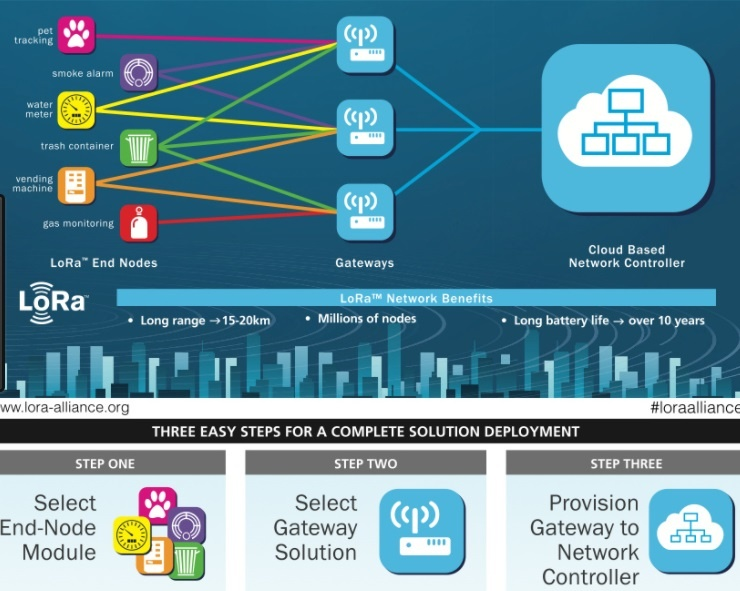 pet
tracking
smoke alarm
water
meter
trash container
vending
machine
gas monitoring
LoRa™ End Nodes
Gateways
Cloud Based
Network Controller
LoRa™
LoRa™ Network Benefits
• Long range →15-20km
• Millions of nodes
• Long battery life → over 10 years
ww.lora-alliance.org
#loraalliance
THREE EASY STEPS FOR A COMPLETE SOLUTION DEPLOYMENT
STEP ONE
Select
End-Node
Module
STEP TWO
Select
Gateway
Solution
STEP THREE
Provision
Gateway to
Network
Controller